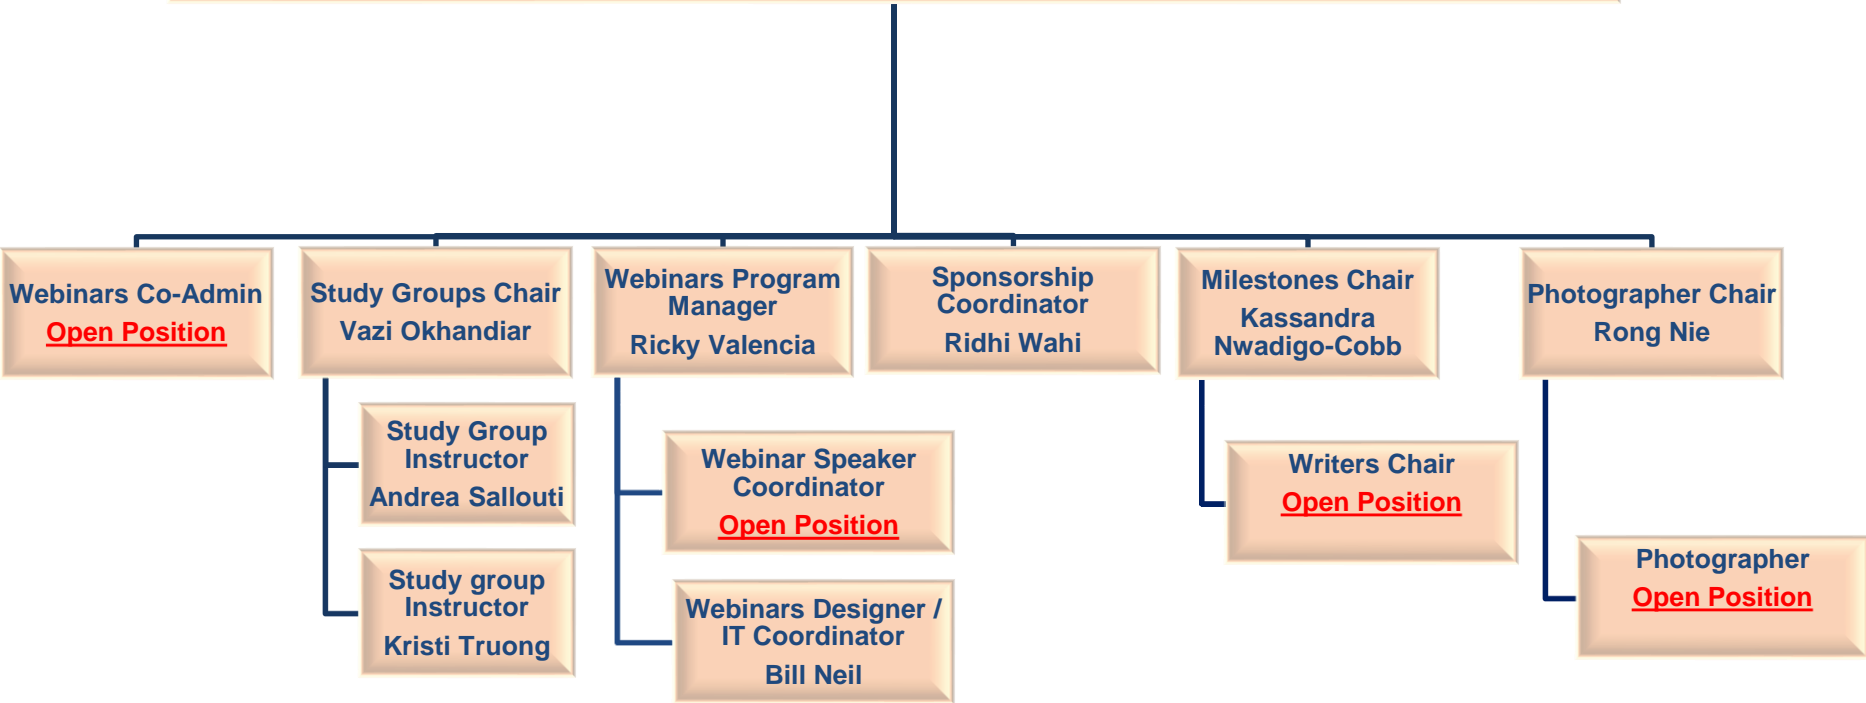 Webinars Co-Admin
Open Position
Study Groups Chair
Vazi Okhandiar
Study Group
Instructor
Andrea Sallouti
Study group
Instructor
Kristi Truong
Webinars Program
Manager
Ricky Valencia
Webinar Speaker
Coordinator
Open Position
Webinars Designer /
IT Coordinator
Bill Neil
Sponsorship
Coordinator
Ridhi Wahi
Milestones Chair
Kassandra
Nwadigo-Cobb
Writers Chair
Open Position
Photographer Chair
Rong Nie
Photographer
Open Position